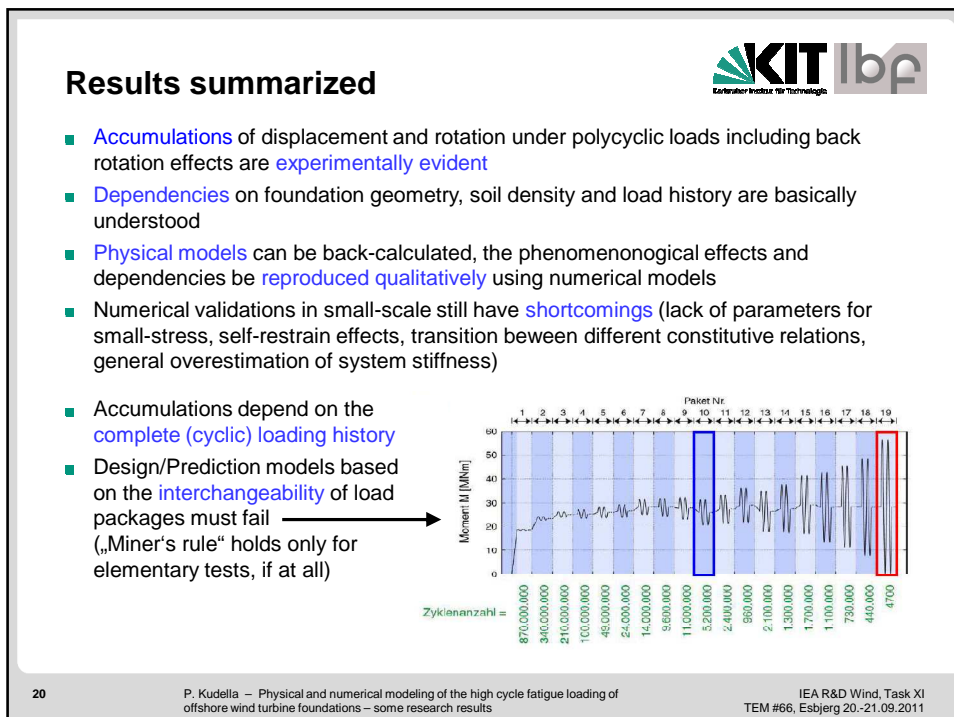 Results summarized
KIT
Karlsruher Institut für Technologie
Ibf
Accumulations of displacement and rotation under polycyclic loads including back
rotation effects are experimentally evident
Dependencies on foundation geometry, soil density and load history are basically
understood
Physical models can be back-calculated, the phenomenonogical effects and
dependencies be reproduced qualitatively using numerical models
Numerical validations in small-scale still have shortcomings (lack of parameters for
small-stress, self-restrain effects, transition beween different constitutive relations,
general overestimation of system stiffness)
Accumulations depend on the
complete (cyclic) loading history
Design/Prediction models based
on the interchangeability of load
packages must fail
(„Miner‘s rule“ holds only for
elementary tests, if at all)
Paket Nr.
1 2 3 4 5 6 7 8 9 10 11 12 13 14 15 16 17 18 19
Moment M [MNm]
60
50
40
30
20
10
0
Zyklenanzahl =
870.000.000
340.000.000
210.000.000
100.000.000
49.000.000
24.000.000
14.000.000
9.600.000
11.000.000
5.200.000
2.400.000
960.000
2.100.000
1.300.000
1.700.000
1.100.000
730.000
440.000
4700
20
P. Kudella – Physical and numerical modeling of the high cycle fatigue loading of
offshore wind turbine foundations – some research results
IEA R&D Wind, Task XI
TEM #66, Esbjerg 20.-21.09.2011